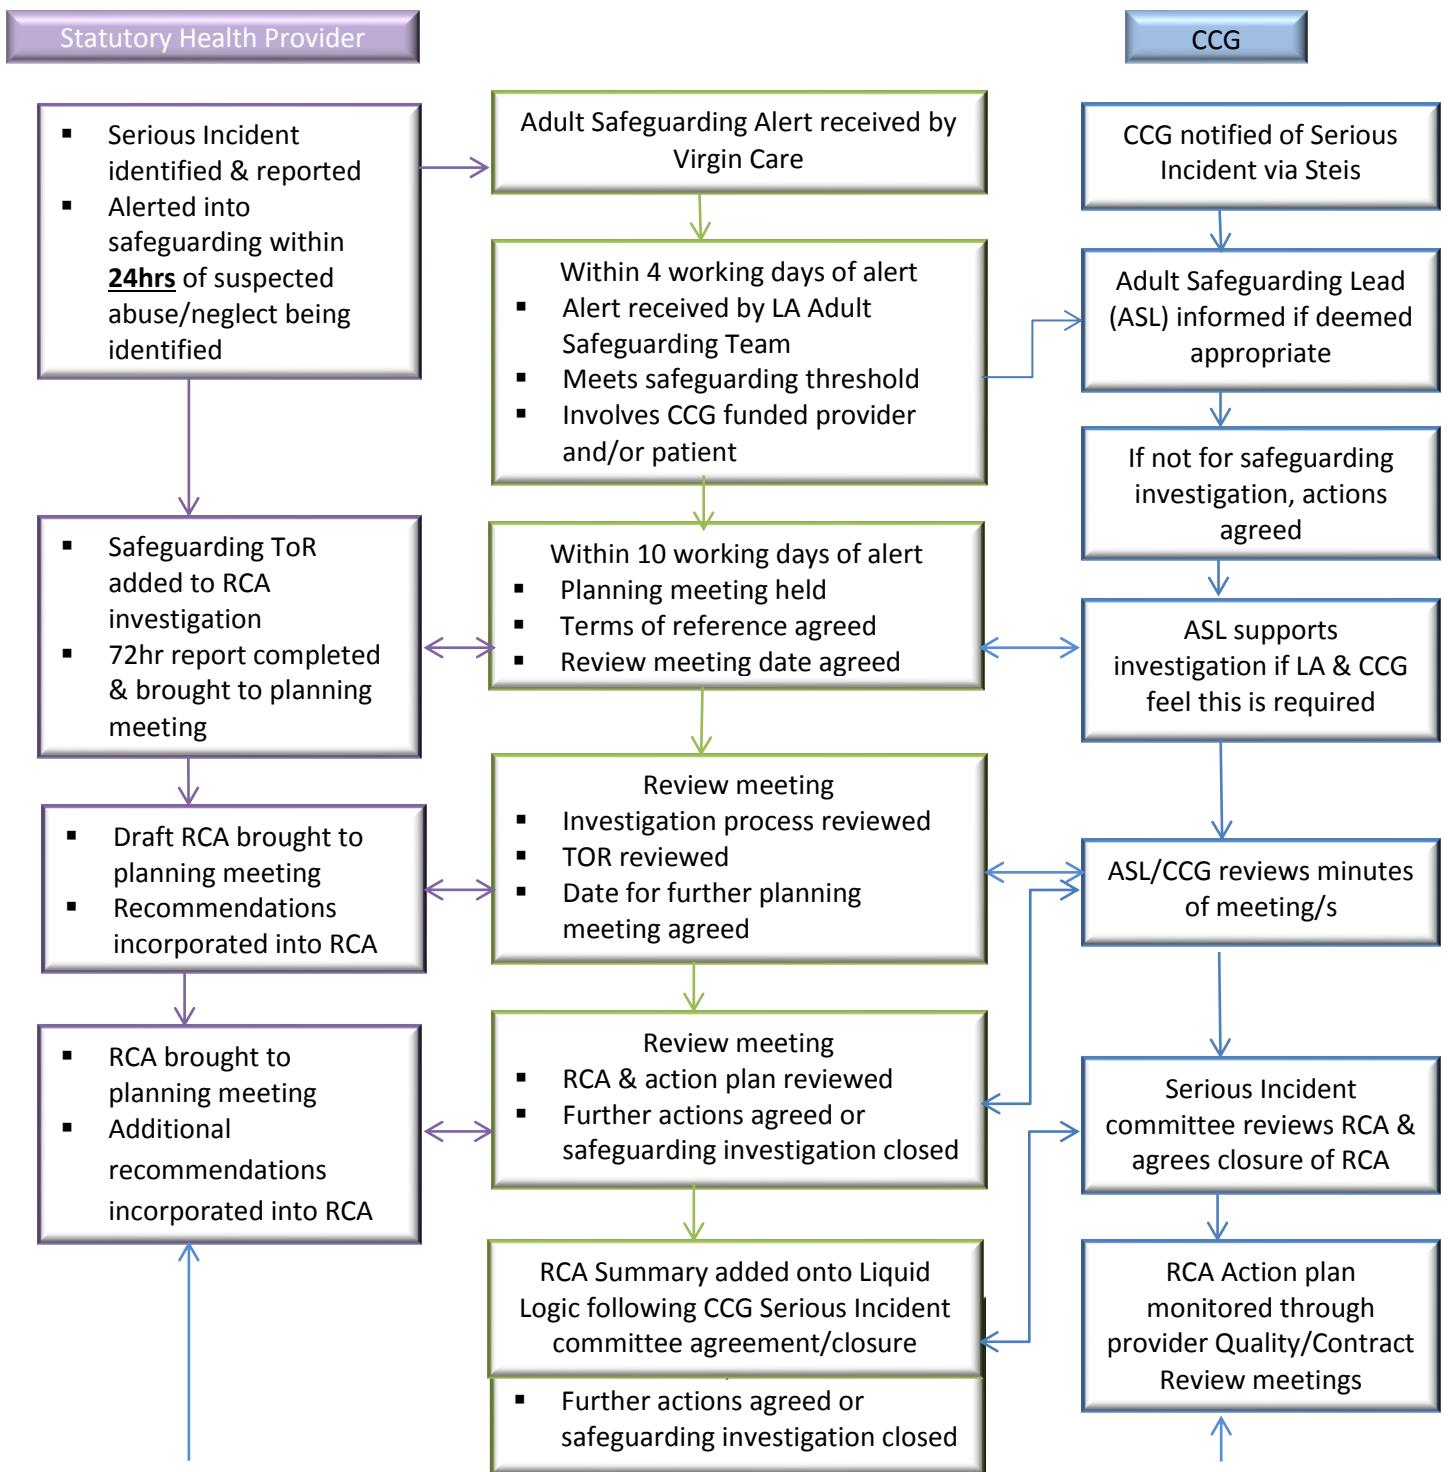 Statutory Health Provider
CCG
▪ Serious Incident
identified & reported
▪ Alerted into
safeguarding within
24hrs of suspected
abuse/neglect being
identified
▪ Safeguarding ToR
added to RCA
investigation
▪ 72hr report completed
& brought to planning
meeting
▪ Draft RCA brought to
planning meeting
▪ Recommendations
incorporated into RCA
▪ RCA brought to
planning meeting
▪ Additional
recommendations
incorporated into RCA
Adult Safeguarding Alert received by
Virgin Care
Within 4 working days of alert
▪ Alert received by LA Adult
Safeguarding Team
▪ Meets safeguarding threshold
▪ Involves CCG funded provider
and/or patient
Within 10 working days of alert
▪ Planning meeting held
▪ Terms of reference agreed
▪ Review meeting date agreed
Review meeting
▪ Investigation process reviewed
▪ TOR reviewed
▪ Date for further planning
meeting agreed
Review meeting
▪ RCA & action plan reviewed
▪ Further actions agreed or
safeguarding investigation closed
RCA Summary added onto Liquid
Logic following CCG Serious Incident
committee agreement/closure
▪ Further actions agreed or
safeguarding investigation closed
CCG notified of Serious
Incident via Steis
Adult Safeguarding Lead
(ASL) informed if deemed
appropriate
If not for safeguarding
investigation, actions
agreed
ASL supports
investigation if LA & CCG
feel this is required
ASL/CCG reviews minutes
of meeting/s
Serious Incident
committee reviews RCA &
agrees closure of RCA
RCA Action plan
monitored through
provider Quality/Contract
Review meetings